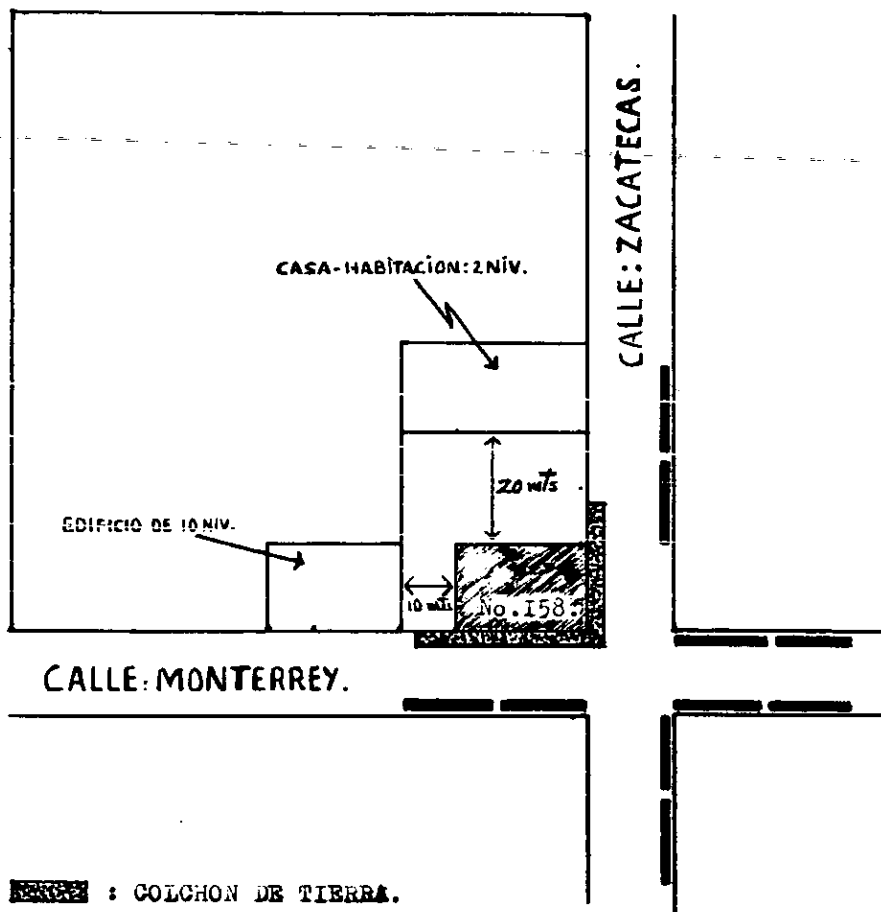 CALLE: ZACATECAS.
CASA-HABITACION: 2 NIV.
20 mts
EDIFICIO DE 10 NIV.
10 mts
No. I58.
CALLE: MONTERREY.
: COLCHON DE TIERRA.